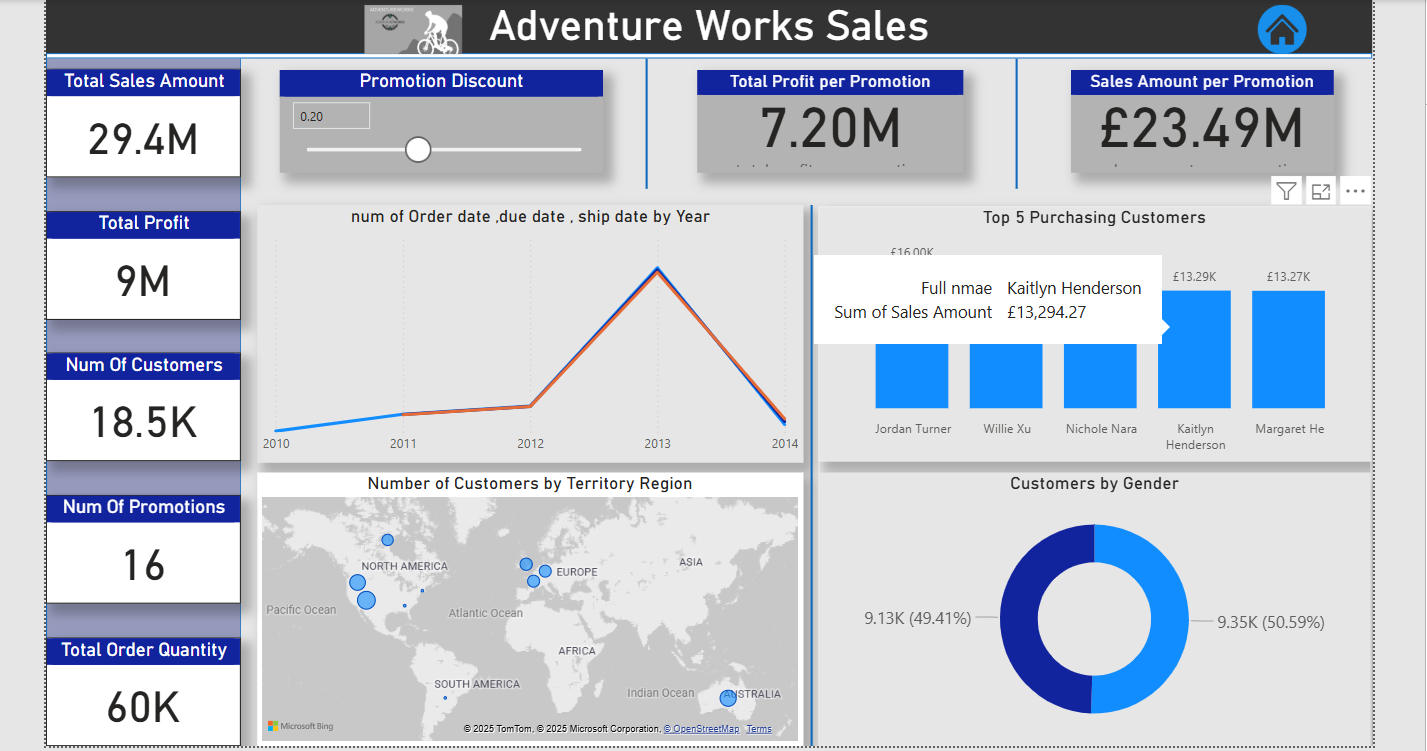 Adventure Works Sales
Total Sales Amount
29.4M
Promotion Discount
0.20
Total Profit per Promotion
7.20M
Sales Amount per Promotion
£23.49M
Total Profit
9M
Num Of Customers
18.5K
Num Of Promotions
16
Total Order Quantity
60K
num of Order date ,due date , ship date by Year
2010 2011 2012 2013 2014
Top 5 Purchasing Customers
£16.00K
£13.29K £13.27K
Full nmae Kaitlyn Henderson
Sum of Sales Amount £13,294.27
Jordan Turner Willie Xu Nichole Nara Kaitlyn Henderson Margaret He
Number of Customers by Territory Region
NORTH AMERICA
EUROPE
ASIA
Pacific Ocean
Atlantic Ocean
AFRICA
SOUTH AMERICA
Indian Ocean
AUSTRALIA
Microsoft Bing
© 2025 TomTom, © 2025 Microsoft Corporation, © OpenStreetMap Terms
Customers by Gender
9.13K (49.41%)
9.35K (50.59%)